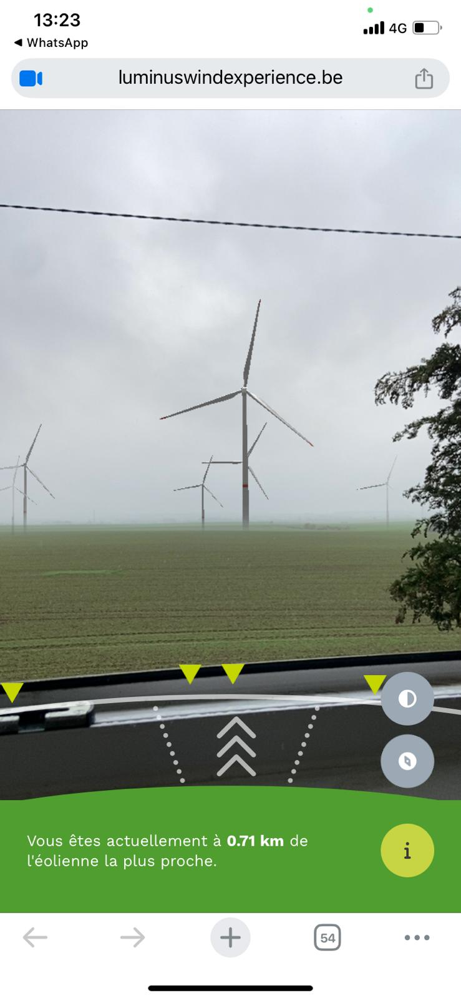 13:23
4G
WhatsApp
luminuswindexperience.be
Vous êtes actuellement à 0.71 km de
l'éolienne la plus proche.
i
54